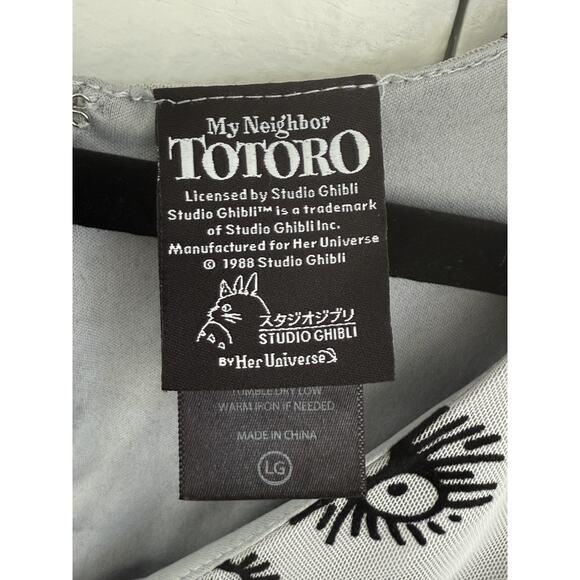 My Neighbor
TOTORO
Licensed by Studio Ghibli
Studio Ghibli™ is a trademark
of Studio Ghibli Inc.
Manufactured for Her Universe
© 1988 Studio Ghibli
スタジオジブリ
STUDIO GHIBLI
BY Her Universe
TUMBLE DRY LOW
WARM IRON IF NEEDED
MADE IN CHINA
LG